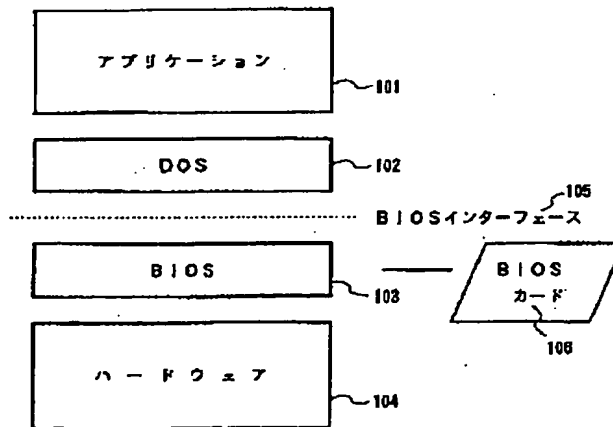 アプリケーション
101
DOS
102
105
BIOSインターフェース
BIOS
103
BIOS
カード
106
ハードウェア
104